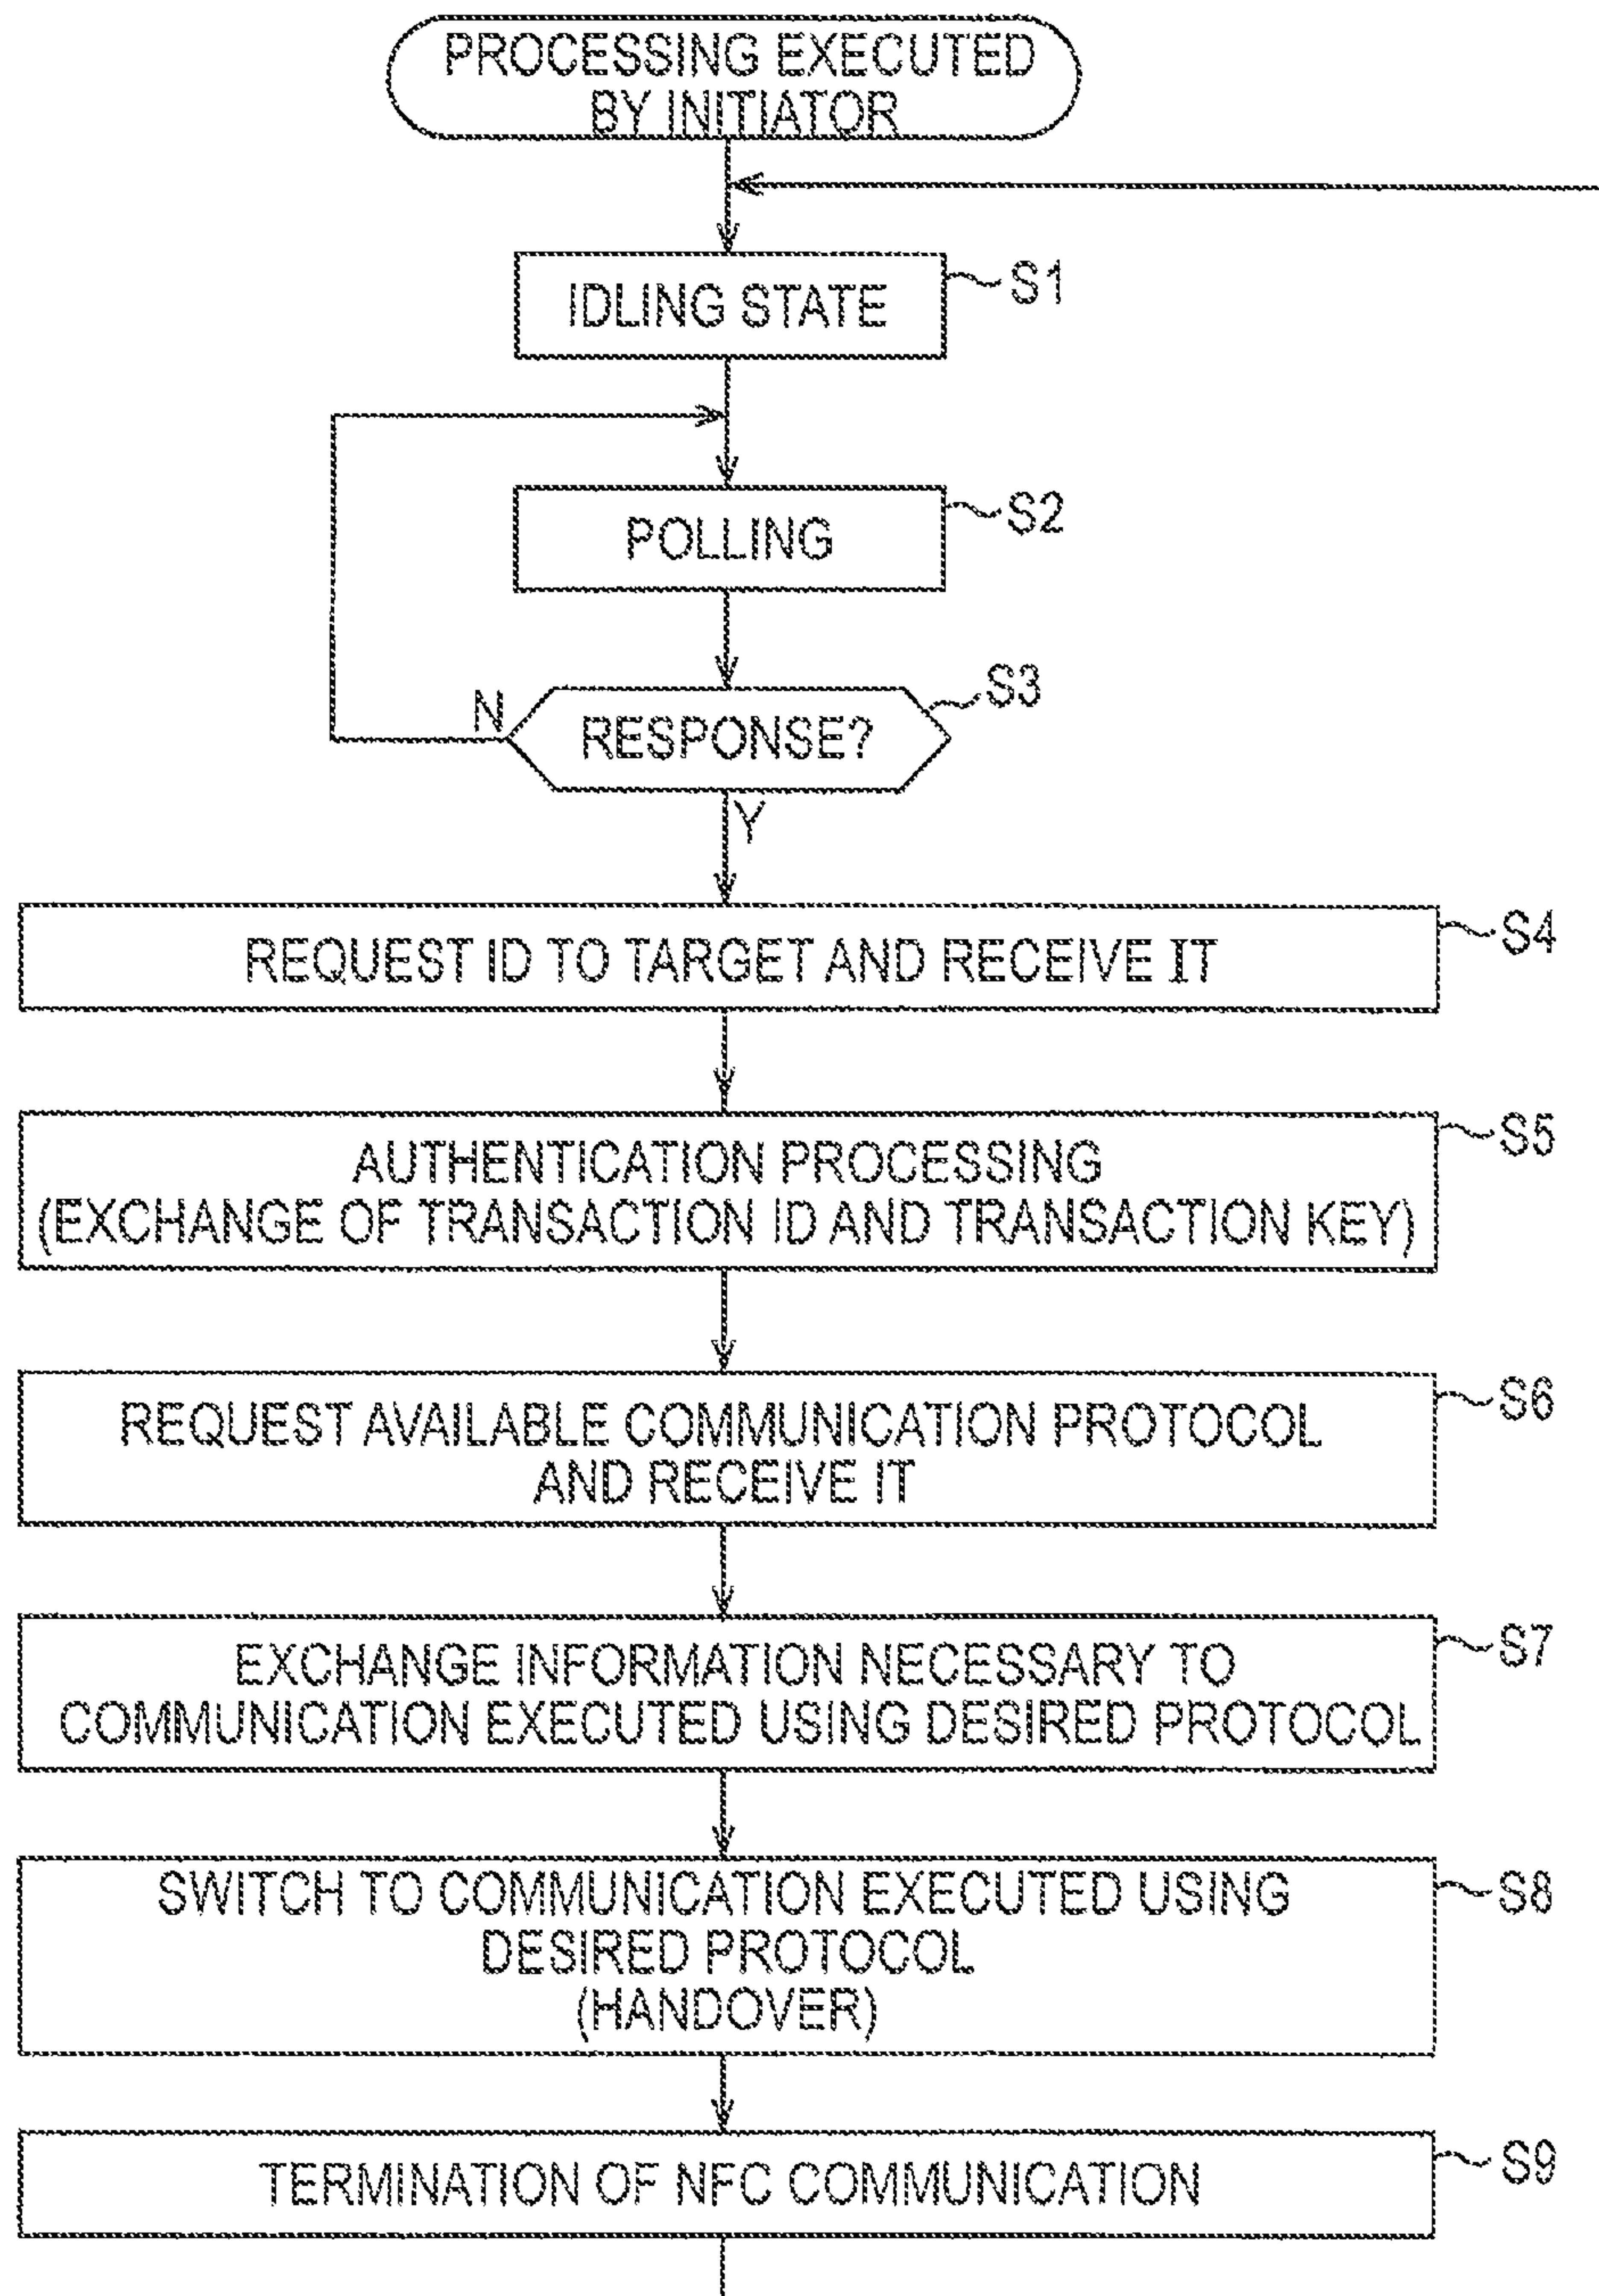 PROCESSING EXECUTED
BY INITIATOR
IDLING STATE
S1
POLLING
S2
RESPONSE?
S3
N
Y
REQUEST ID TO TARGET AND RECEIVE IT
S4
AUTHENTICATION PROCESSING
(EXCHANGE OF TRANSACTION ID AND TRANSACTION KEY)
S5
REQUEST AVAILABLE COMMUNICATION PROTOCOL
AND RECEIVE IT
S6
EXCHANGE INFORMATION NECESSARY TO
COMMUNICATION EXECUTED USING DESIRED PROTOCOL
S7
SWITCH TO COMMUNICATION EXECUTED USING
DESIRED PROTOCOL
(HANDOVER)
S8
TERMINATION OF NFC COMMUNICATION
S9